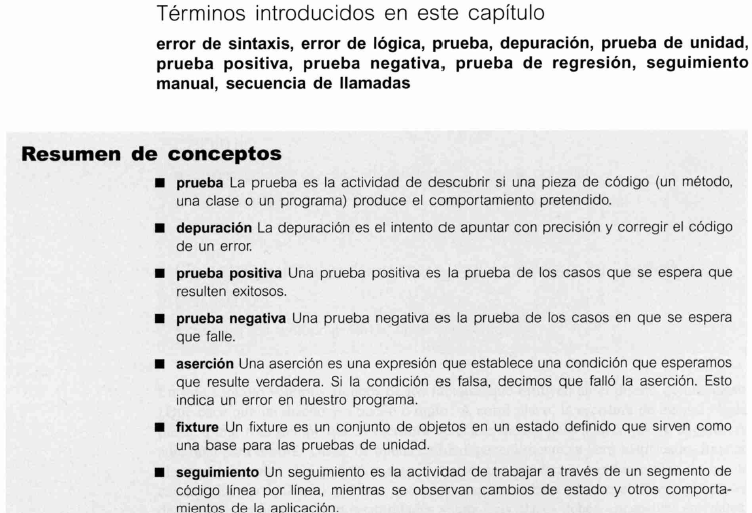 Términos introducidos en este capítulo
error de sintaxis, error de lógica, prueba, depuración, prueba de unidad,
prueba positiva, prueba negativa, prueba de regresión, seguimiento
manual, secuencia de llamadas
Resumen de conceptos
■ prueba La prueba es la actividad de descubrir si una pieza de código (un método,
una clase o un programa) produce el comportamiento pretendido.
■ depuración La depuración es el intento de apuntar con precisión y corregir el código
de un error.
■ prueba positiva Una prueba positiva es la prueba de los casos que se espera que
resulten exitosos.
■ prueba negativa Una prueba negativa es la prueba de los casos en que se espera
que falle.
■ aserción Una aserción es una expresión que establece una condición que esperamos
que resulte verdadera. Si la condición es falsa, decimos que falló la aserción. Esto
indica un error en nuestro programa.
■ fixture Un fixture es un conjunto de objetos en un estado definido que sirven como
una base para las pruebas de unidad.
■ seguimiento Un seguimiento es la actividad de trabajar a través de un segmento de
código línea por línea, mientras se observan cambios de estado y otros comporta-
mientos de la aplicación.